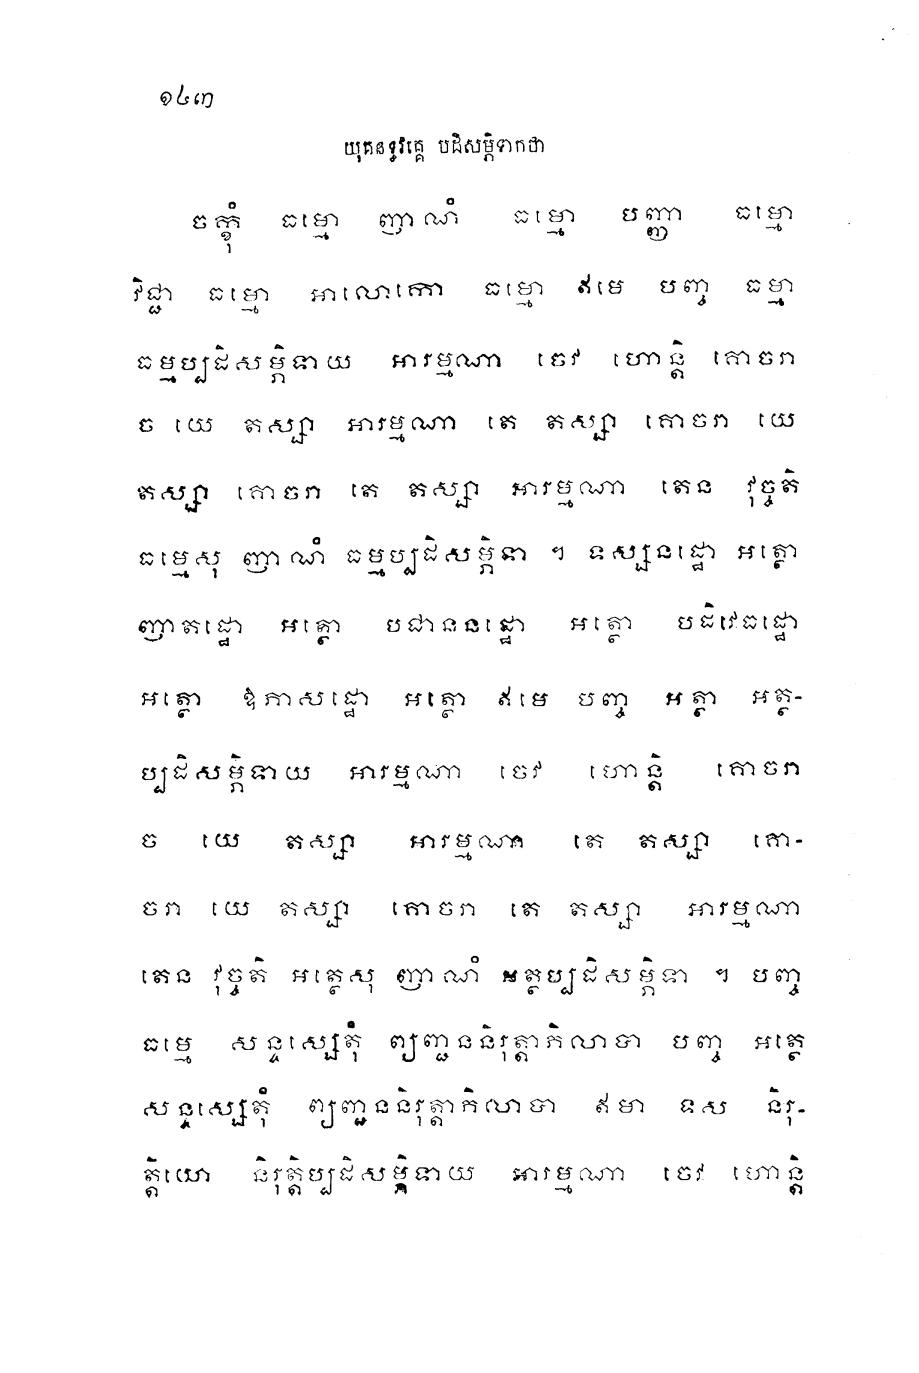 ១៤៣
យុគនទ្ធវគ្គេ បដិសម្ភិទាកថា
ចក្ខុំ ធម្មោ ញាណំ ធម្មោ បញ្ញា ធម្មោ
វិជ្ជា ធម្មោ អាលោកោ ធម្មោ ឥមេ បញ្ច ធម្មា
ធម្មប្បដិសម្ភិទាយ អារម្មណា ចេវ ហោន្តិ គោចរា
ច យេ តស្សា អារម្មណា តេ តស្សា គោចរា យេ
តស្សា គោចរា តេ តស្សា អារម្មណា តេន វុច្ចតិ
ធម្មេសុ ញាណំ ធម្មប្បដិសម្ភិទា ។ ទស្សនដ្ឋោ អត្ថោ
ញាតដ្ឋោ អត្ថោ បជាននដ្ឋោ អត្ថោ បដិវេធដ្ឋោ
អត្ថោ ឱភាសដ្ឋោ អត្ថោ ឥមេ បញ្ច អត្ថា អត្ថ-
ប្បដិសម្ភិទាយ អារម្មណា ចេវ ហោន្តិ គោចរា
ច យេ តស្សា អារម្មណា តេ តស្សា គោ-
ចរា យេ តស្សា គោចរា តេ តស្សា អារម្មណា
តេន វុច្ចតិ អត្ថេសុ ញាណំ អត្ថប្បដិសម្ភិទា ។ បញ្ច
ធម្មេ សន្ទស្សេតុំ ព្យញ្ជននិរុត្តាភិលាបា បញ្ច អត្ថេ
សន្ទស្សេតុំ ព្យញ្ជននិរុត្តាភិលាបា ឥមា ទស និរុ-
ត្តិយោ និរុត្តិប្បដិសម្ភិទាយ អារម្មណា ចេវ ហោន្តិ